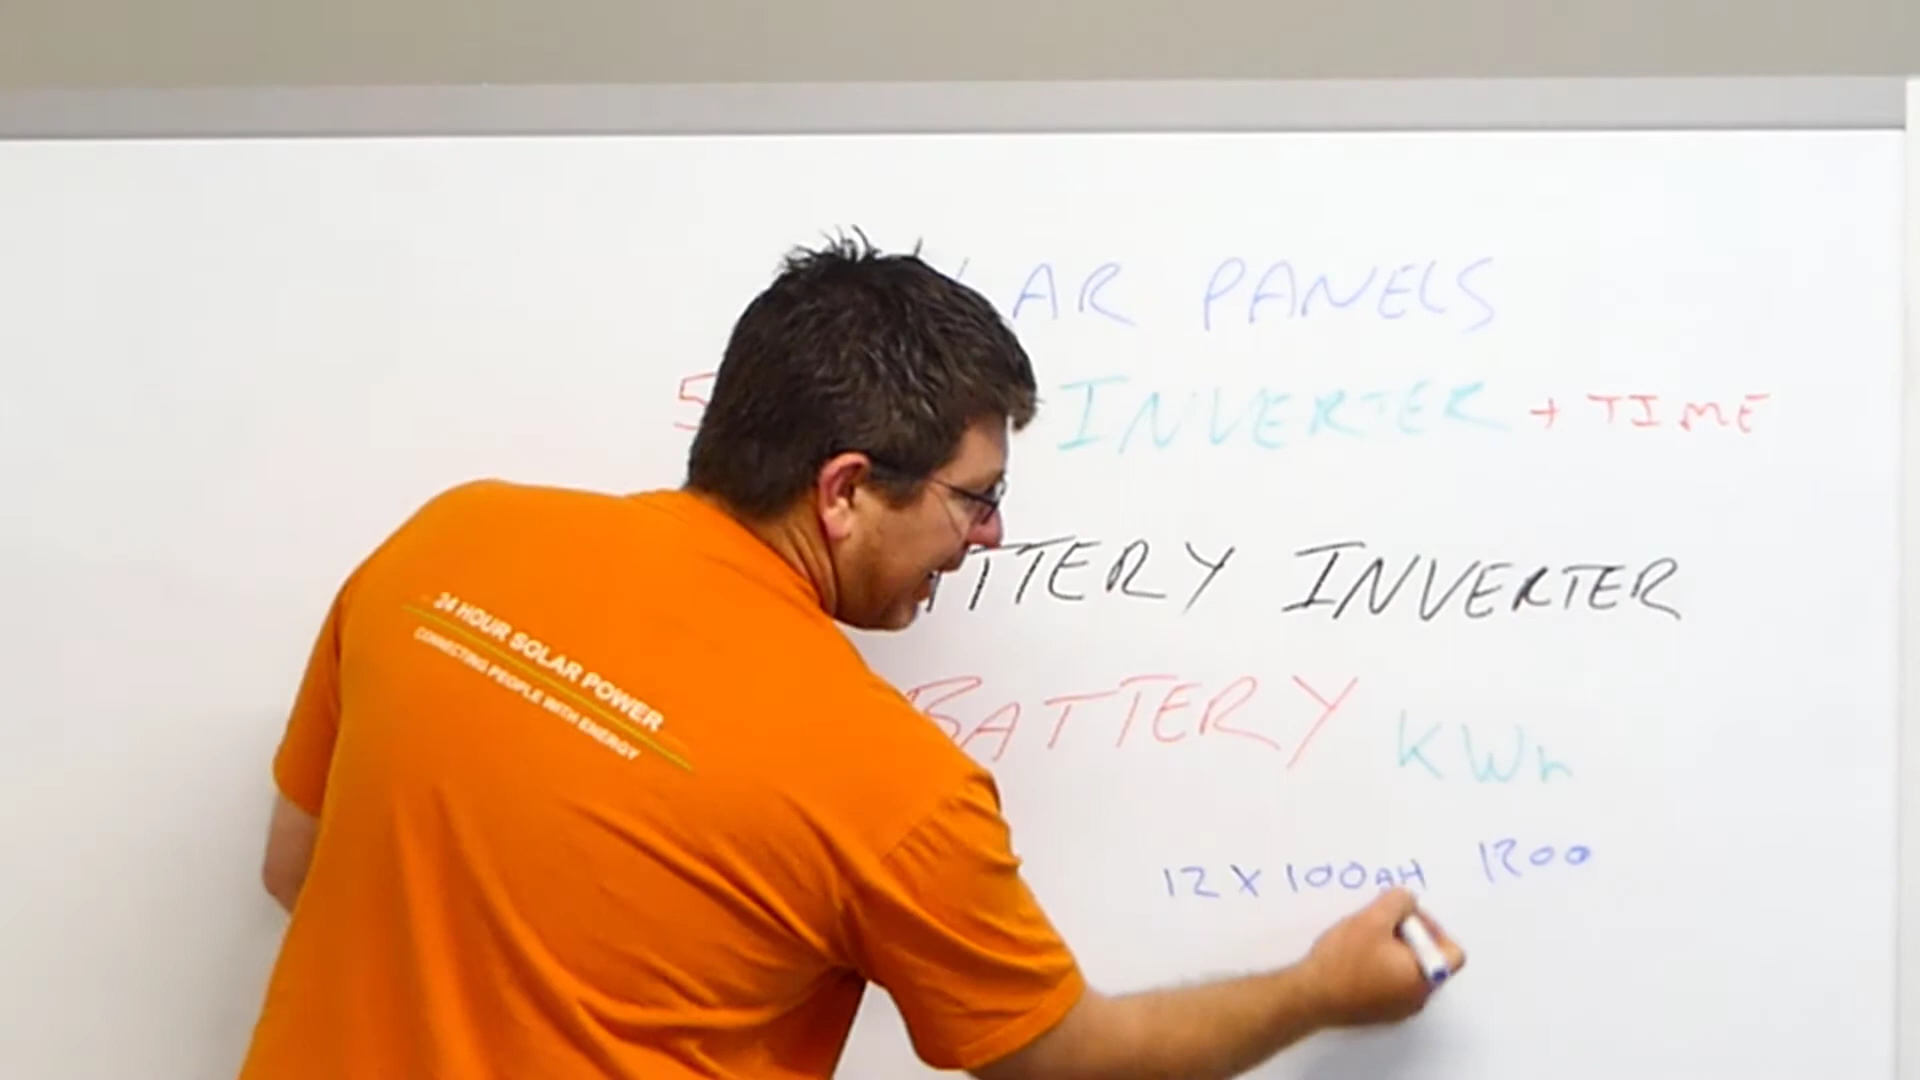 AR PANELS
5 INVERTER + TIME
TTERY INVERTER
BATTERY KWh
12 X 100AH 1200
24 HOUR SOLAR POWER
CONNECTING PEOPLE WITH ENERGY